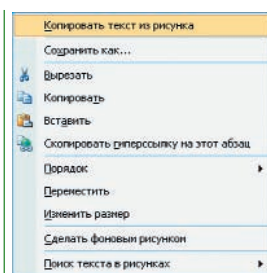 Копировать текст из рисунка
Сохранить как...
Вырезать
Копировать
Вставить
Скопировать гиперссылку на этот абзац
Порядок
Переместить
Изменить размер
Сделать фоновым рисунком
Поиск текста в рисунках